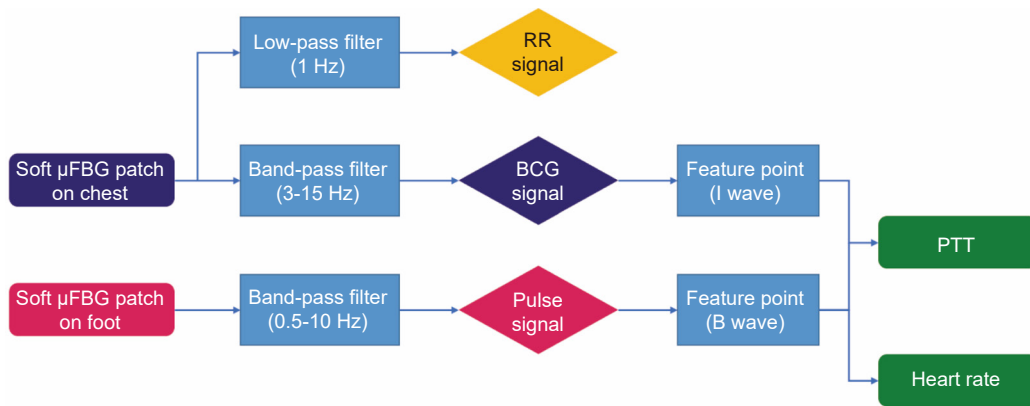 Low-pass filter
(1 Hz)
RR
signal
Soft μFBG patch
on chest
Band-pass filter
(3-15 Hz)
BCG
signal
Feature point
(I wave)
PTT
Soft μFBG patch
on foot
Band-pass filter
(0.5-10 Hz)
Pulse
signal
Feature point
(B wave)
Heart rate